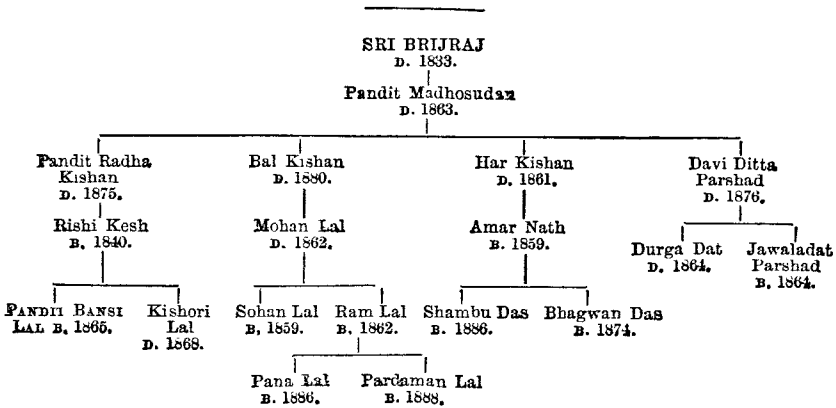 SRI BRIJRAJ
D. 1833.
Pandit Madhosudan
D. 1863.
Pandit Radha
Kishan
D. 1875.
Bal Kishan
D. 1880.
Har Kishan
D. 1861.
Davi Ditta
Parshad
D. 1876.
Rishi Kesh
B. 1840.
Mohan Lal
D. 1862.
Amar Nath
B. 1859.
Durga Dat
D. 1864.
Jawaladat
Parshad
B. 1864.
PANDIT BANSI
LAL B. 1865.
Kishori
Lal
D. 1868.
Sohan Lal
B. 1859.
Ram Lal
B. 1862.
Shambu Das
B. 1886.
Bhagwan Das
B. 1874.
Pana Lal
B. 1886.
Pardaman Lal
B. 1888.